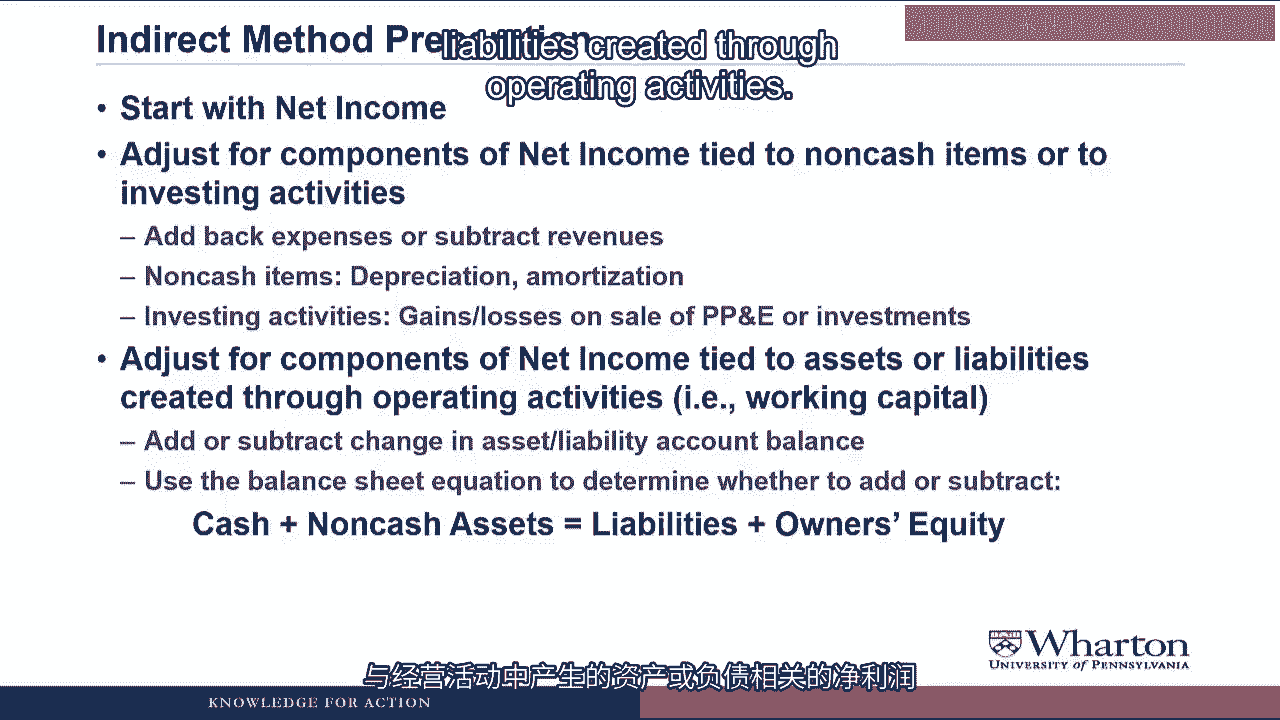 Indirect Method Pre
liabilities created through
operating activities.
• Start with Net Income
• Adjust for components of Net Income tied to noncash items or to
investing activities
– Add back expenses or subtract revenues
– Noncash items: Depreciation, amortization
– Investing activities: Gains/losses on sale of PP&E or investments
• Adjust for components of Net Income tied to assets or liabilities
created through operating activities (i.e., working capital)
– Add or subtract change in asset/liability account balance
– Use the balance sheet equation to determine whether to add or subtract:
Cash + Noncash Assets = Liabilities + Owners’ Equity
Wharton
UNIVERSITY of PENNSYLVANIA
与经营活动中产生的资产或负债相关的净利润
KNOWLEDGE FOR ACTION